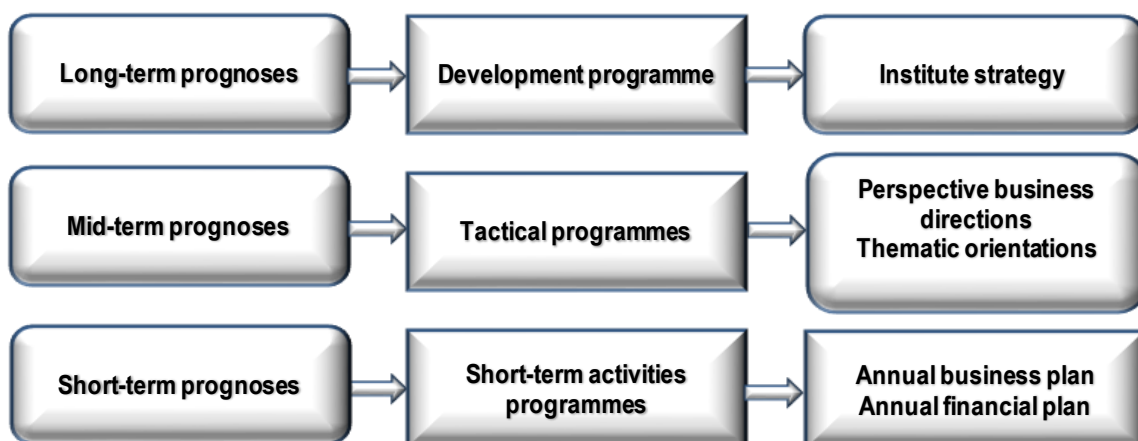 Long-term prognoses
Development programme
Institute strategy
Mid-term prognoses
Tactical programmes
Perspective business
directions
Thematic orientations
Short-term prognoses
Short-term activities
programmes
Annual business plan
Annual financial plan